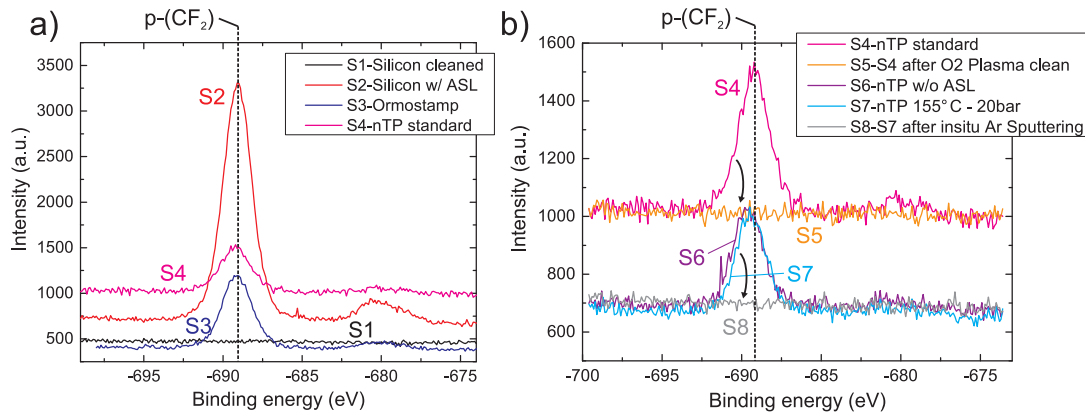 a)
p-(CF2)
S1-Silicon cleaned
S2-Silicon w/ ASL
S3-Ormostamp
S4-nTP standard
S2
S4
S3
S1
3500
3000
2500
2000
1500
1000
500
Intensity (a.u.)
-695 -690 -685 -680 -675
Binding energy (eV)
b)
p-(CF2)
S4-nTP standard
S5-S4 after O2 Plasma clean
S6-nTP w/o ASL
S7-nTP 155°C - 20bar
S8-S7 after insitu Ar Sputtering
S4
S5
S6
S7
S8
1600
1400
1200
1000
800
600
Intensity (a.u.)
-700 -695 -690 -685 -680 -675
Binding energy (eV)